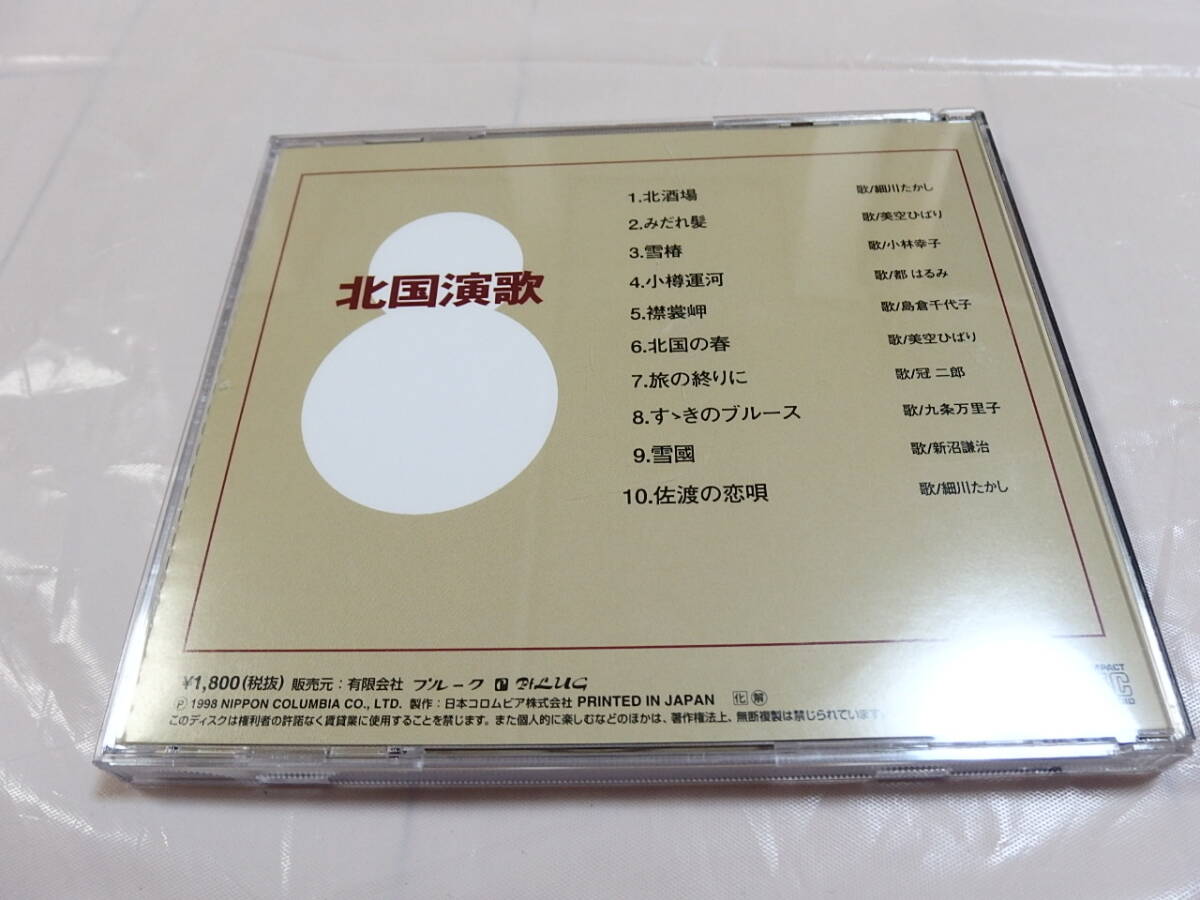 北国演歌
1.北酒場 歌/細川たかし
2.みだれ髪 歌/美空ひばり
3.雪椿 歌/小林幸子
4.小樽運河 歌/都 はるみ
5.襟裳岬 歌/島倉千代子
6.北国の春 歌/美空ひばり
7.旅の終りに 歌/冠 二郎
8.すゝきのブルース 歌/九条万里子
9.雪國 歌/新沼謙治
10.佐渡の恋唄 歌/細川たかし
¥1,800(税抜) 販売元:有限会社 プルーク PLUG
Ⓟ1998 NIPPON COLUMBIA CO., LTD. 製作:日本コロムビア株式会社 PRINTED IN JAPAN 化 解
このディスクは権利者の許諾なく賃貸業に使用することを禁じます。また個人的に楽しむなどのほかは、著作権法上、無断複製は禁じられています。